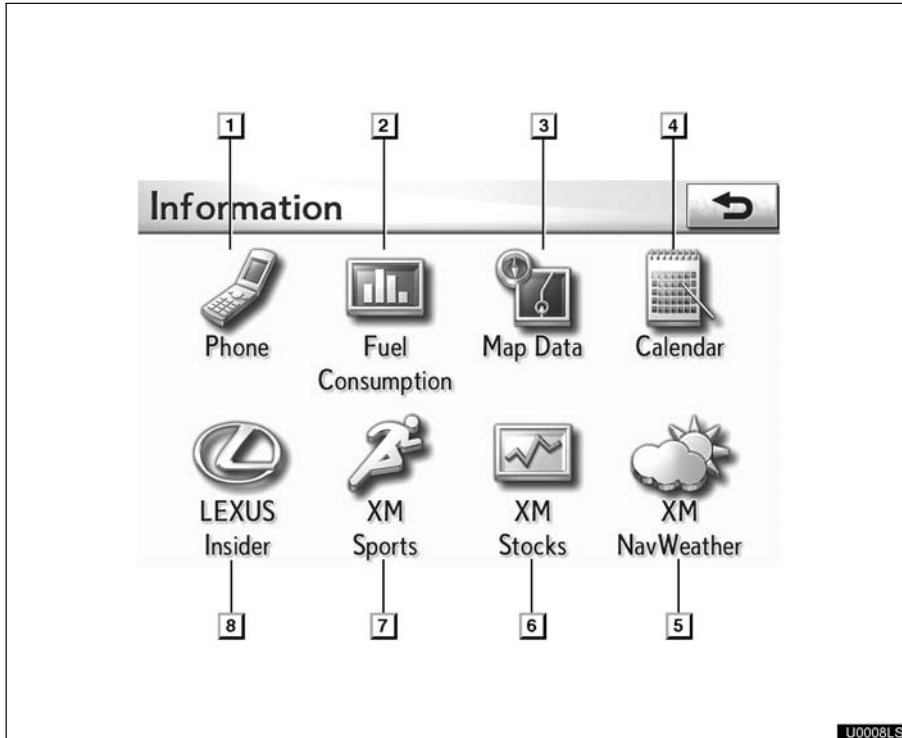 1 2 3 4
Information
Phone Fuel Consumption Map Data Calendar
LEXUS Insider XM Sports XM Stocks XM NavWeather
8 7 6 5
U0008LS